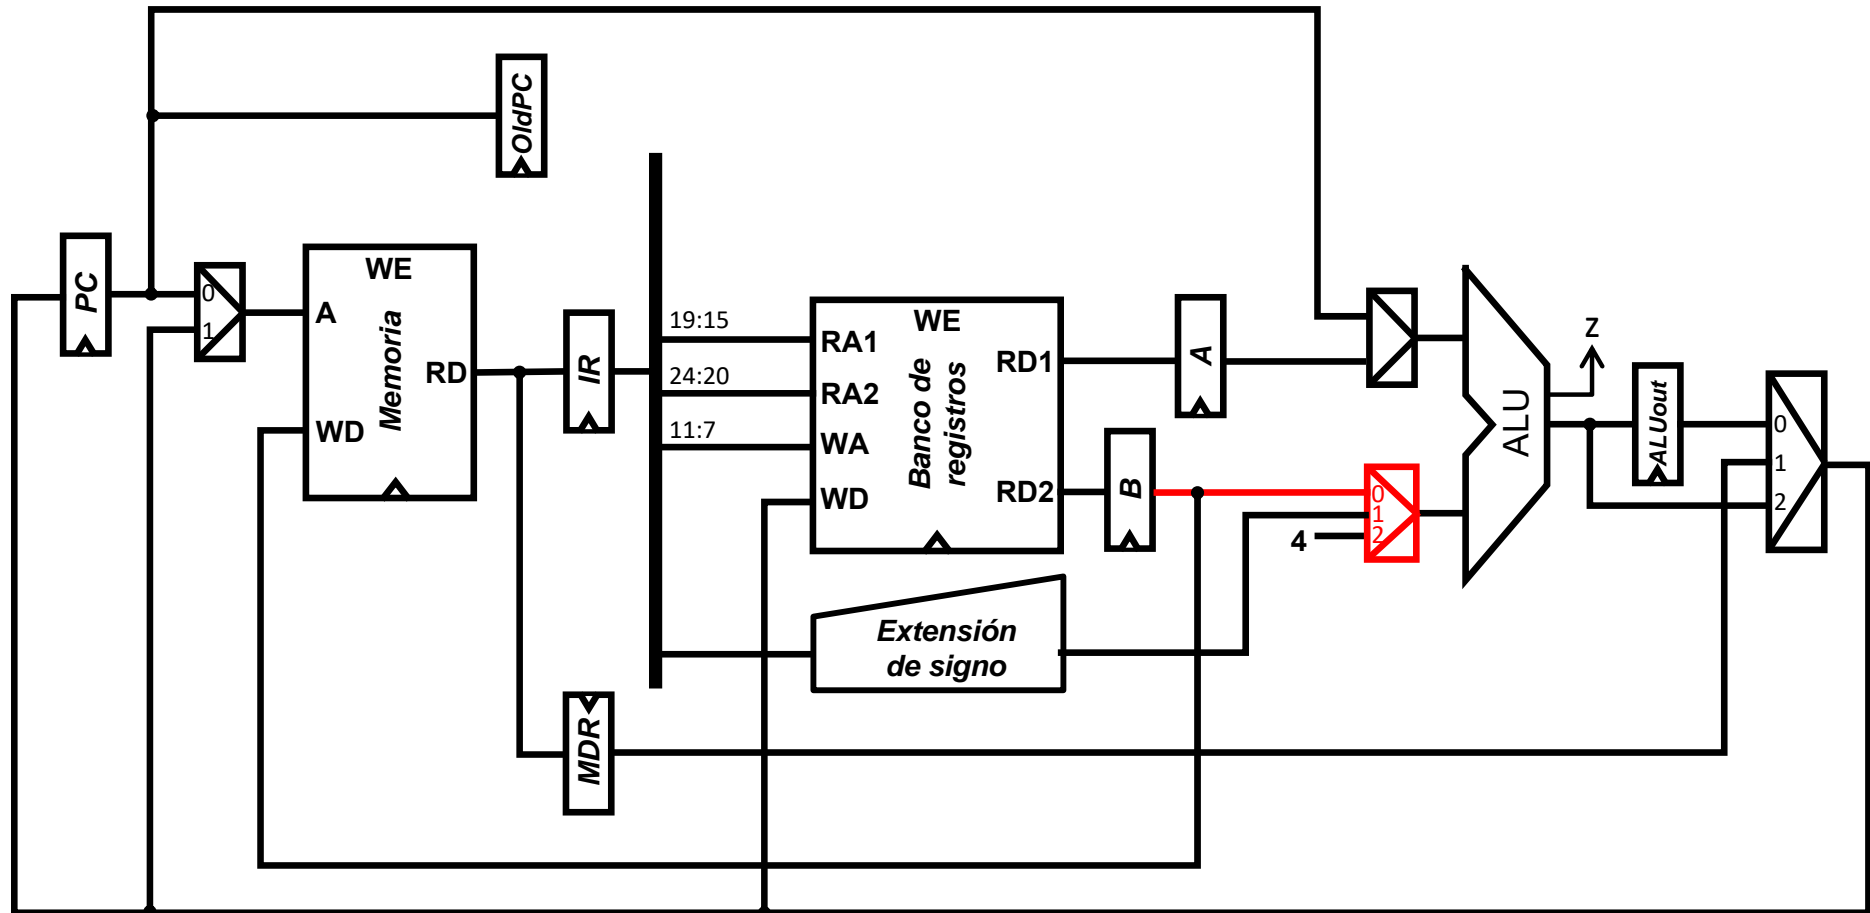 OldPC
PC
0
1
WE
A
Memoria
RD
WD
IR
19:15
24:20
11:7
WE
RA1
RA2
WA
WD
Banco de
registros
RD1
RD2
A
B
0
1
2
4
ALU
Z
ALUout
0
1
2
Extensión
de signo
MDR